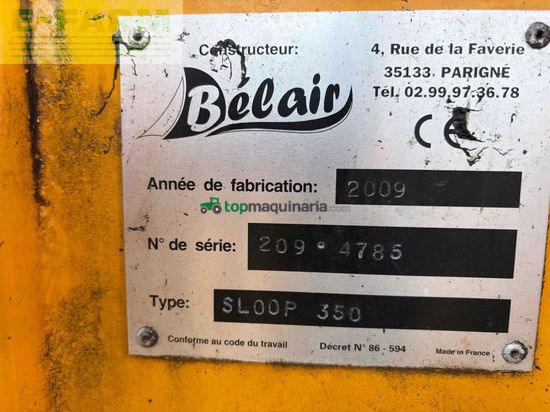 E-FARM
Constructeur:
Bélair
4, Rue de la Faverie
35133. PARIGNÉ
Tél. 02.99.97.36.78
CE
Année de fabrication: 2009
topmaquinaria.com
N° de série: 209 • 4785
Type: SLOOP 350
Conforme au code du travail
Décret N° 86 - 594
Made in France